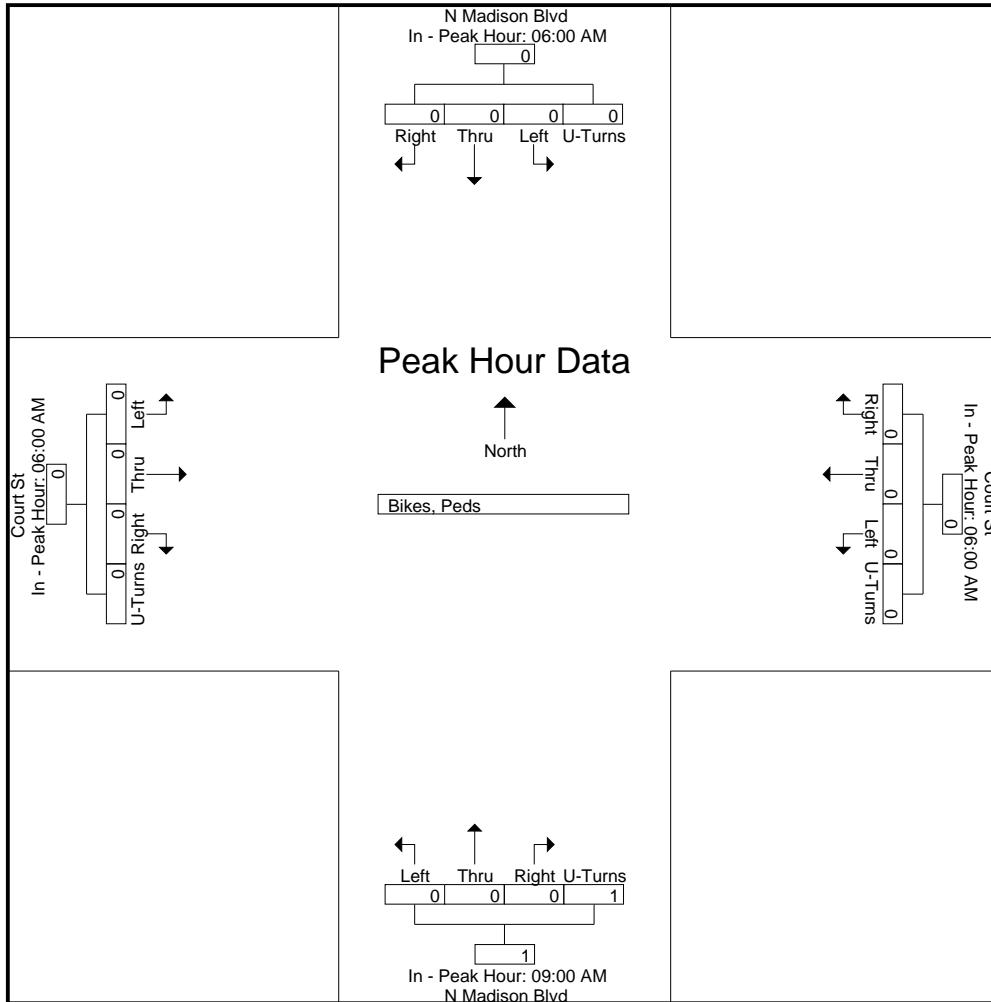 N Madison Blvd
In - Peak Hour: 06:00 AM
0
0 0 0 0
Right Thru Left U-Turns
Peak Hour Data
North
Bikes, Peds
Court St
In - Peak Hour: 06:00 AM
0
0 0 0 0
Left Thru Right U-Turns
Court St
In - Peak Hour: 06:00 AM
0
0 0 0 0
Right Thru Left U-Turns
Left Thru Right U-Turns
0 0 0 1
1
In - Peak Hour: 09:00 AM
N Madison Blvd